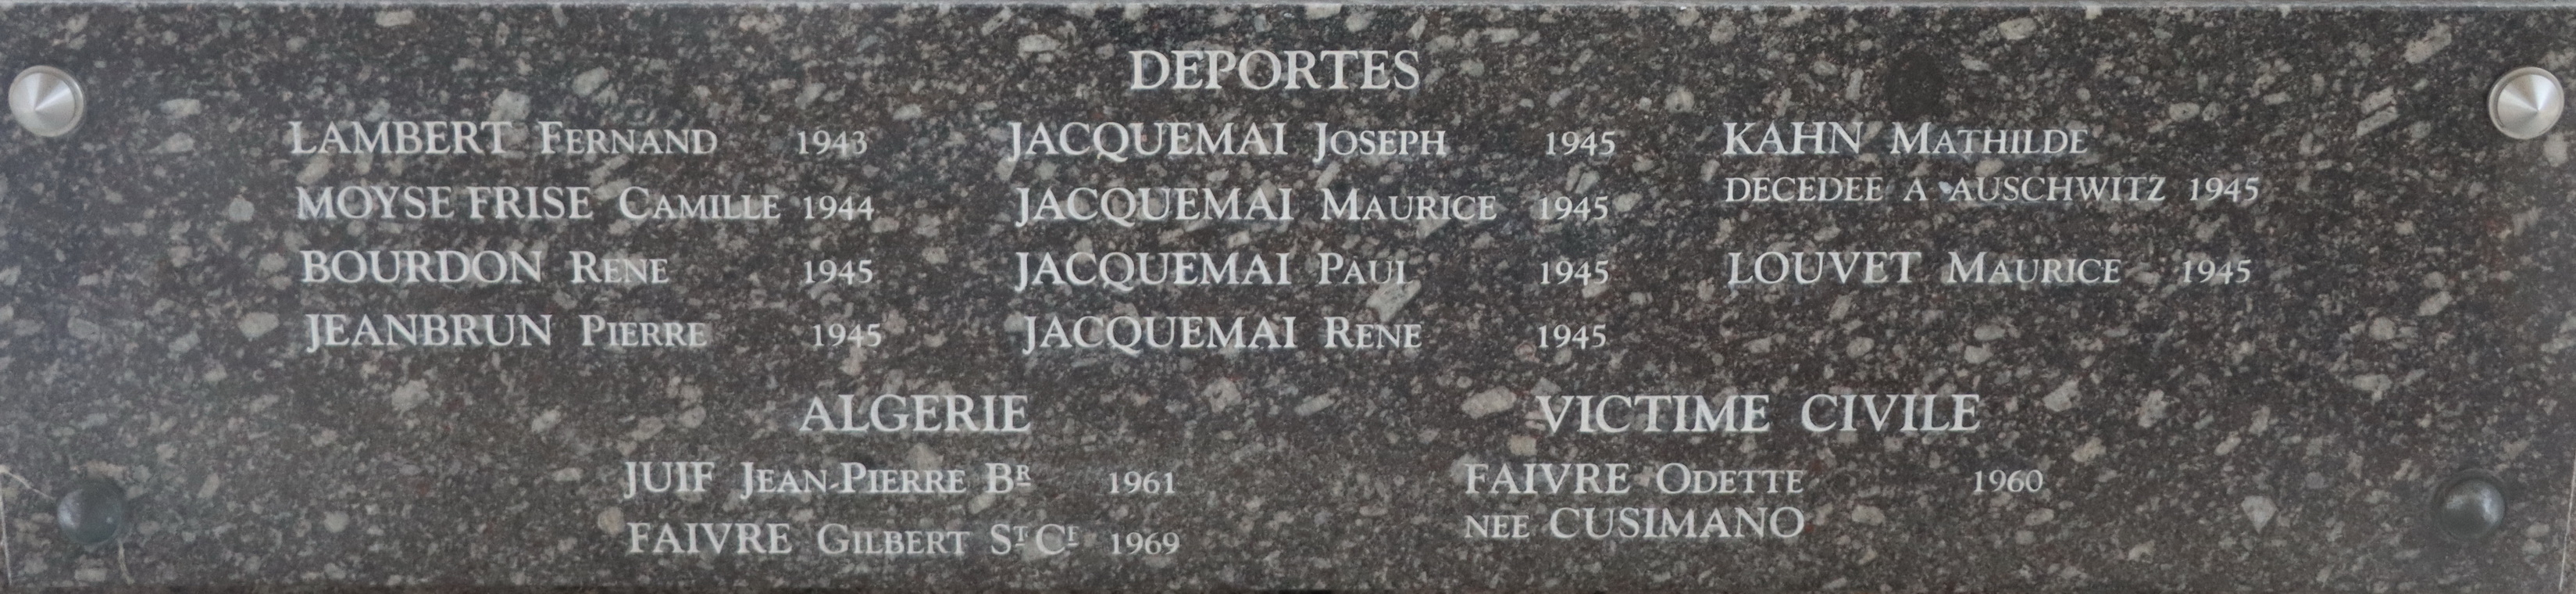 DEPORTES
LAMBERT FERNAND 1943
MOYSE FRISE CAMILLE 1944
BOURDON RENE 1945
JEANBRUN PIERRE 1945
JACQUEMAI JOSEPH 1945
JACQUEMAI MAURICE 1945
JACQUEMAI PAUL 1945
JACQUEMAI RENE 1945
KAHN MATHILDE
DECEDEE A AUSCHWITZ 1945
LOUVET MAURICE 1945
ALGERIE
JUIF JEAN-PIERRE BR 1961
FAIVRE GILBERT ST CF 1969
VICTIME CIVILE
FAIVRE ODETTE 1960
NEE CUSIMANO